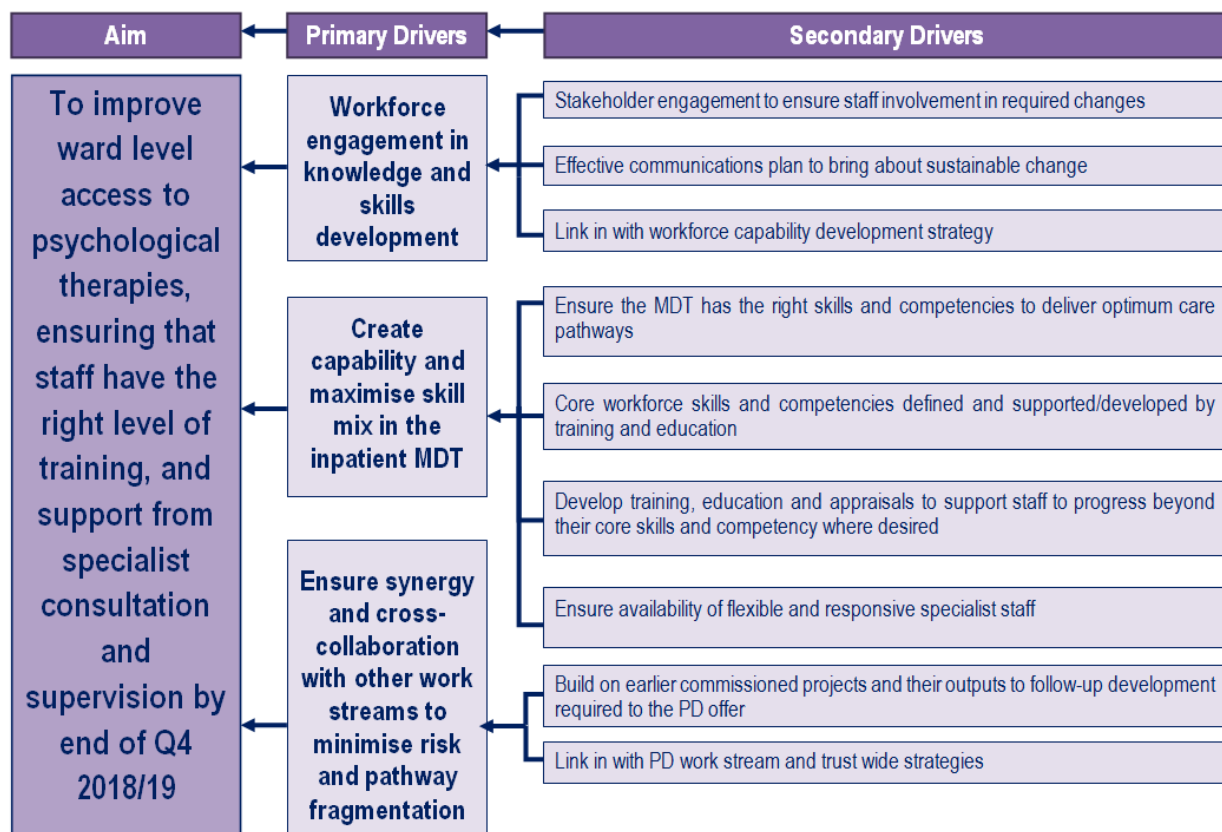 Aim
Primary Drivers
Secondary Drivers
To improve
ward level
access to
psychological
therapies,
ensuring that
staff have the
right level of
training, and
support from
specialist
consultation
and
supervision by
end of Q4
2018/19
Workforce
engagement in
knowledge and
skills
development
Stakeholder engagement to ensure staff involvement in required changes
Effective communications plan to bring about sustainable change
Link in with workforce capability development strategy
Create
capability and
maximise skill
mix in the
inpatient MDT
Ensure the MDT has the right skills and competencies to deliver optimum care
pathways
Core workforce skills and competencies defined and supported/developed by
training and education
Develop training, education and appraisals to support staff to progress beyond
their core skills and competency where desired
Ensure availability of flexible and responsive specialist staff
Ensure synergy
and cross-
collaboration
with other work
streams to
minimise risk
and pathway
fragmentation
Build on earlier commissioned projects and their outputs to follow-up development
required to the PD offer
Link in with PD work stream and trust wide strategies